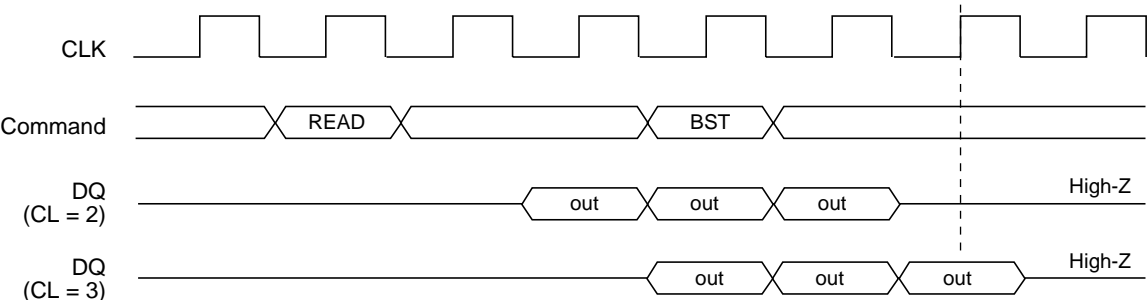 CLK
Command
READ
BST
DQ
(CL = 2)
out
out
out
High-Z
DQ
(CL = 3)
out
out
out
High-Z